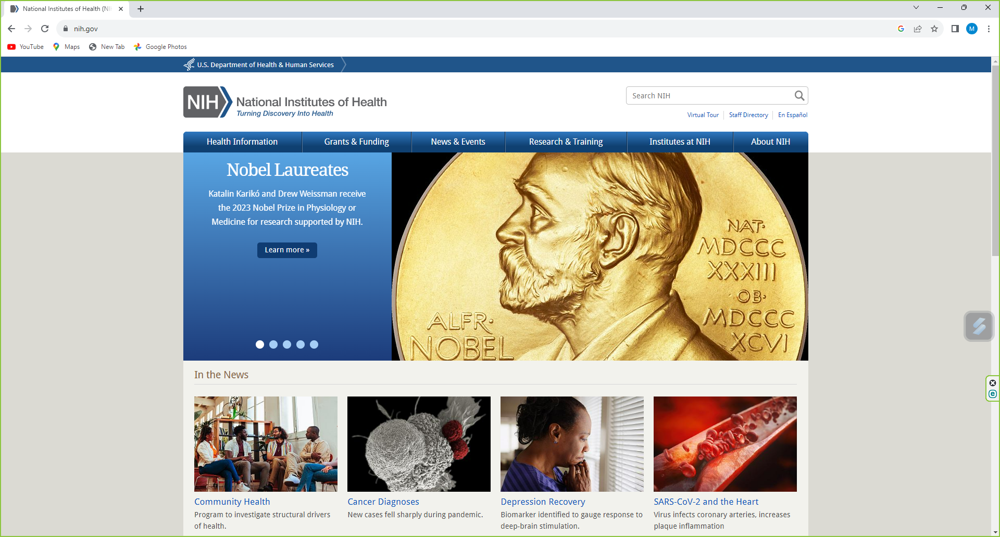 National Institutes of Health (NI
nih.gov
M
YouTube
Maps
New Tab
Google Photos
U.S. Department of Health & Human Services
NIH
National Institutes of Health
Turning Discovery Into Health
Search NIH
Virtual Tour
Staff Directory
En Español
Health Information
Grants & Funding
News & Events
Research & Training
Institutes at NIH
About NIH
Nobel Laureates
Katalin Karikó and Drew Weissman receive
the 2023 Nobel Prize in Physiology or
Medicine for research supported by NIH.
Learn more »
ALFR·
NOBEL
NAT·
MDCCC
XXXIII
OB·
MDCCC
XCVI
In the News
Community Health
Program to investigate structural drivers
of health.
Cancer Diagnoses
New cases fell sharply during pandemic.
Depression Recovery
Biomarker identified to gauge response to
deep-brain stimulation.
SARS-CoV-2 and the Heart
Virus infects coronary arteries, increases
plaque inflammation